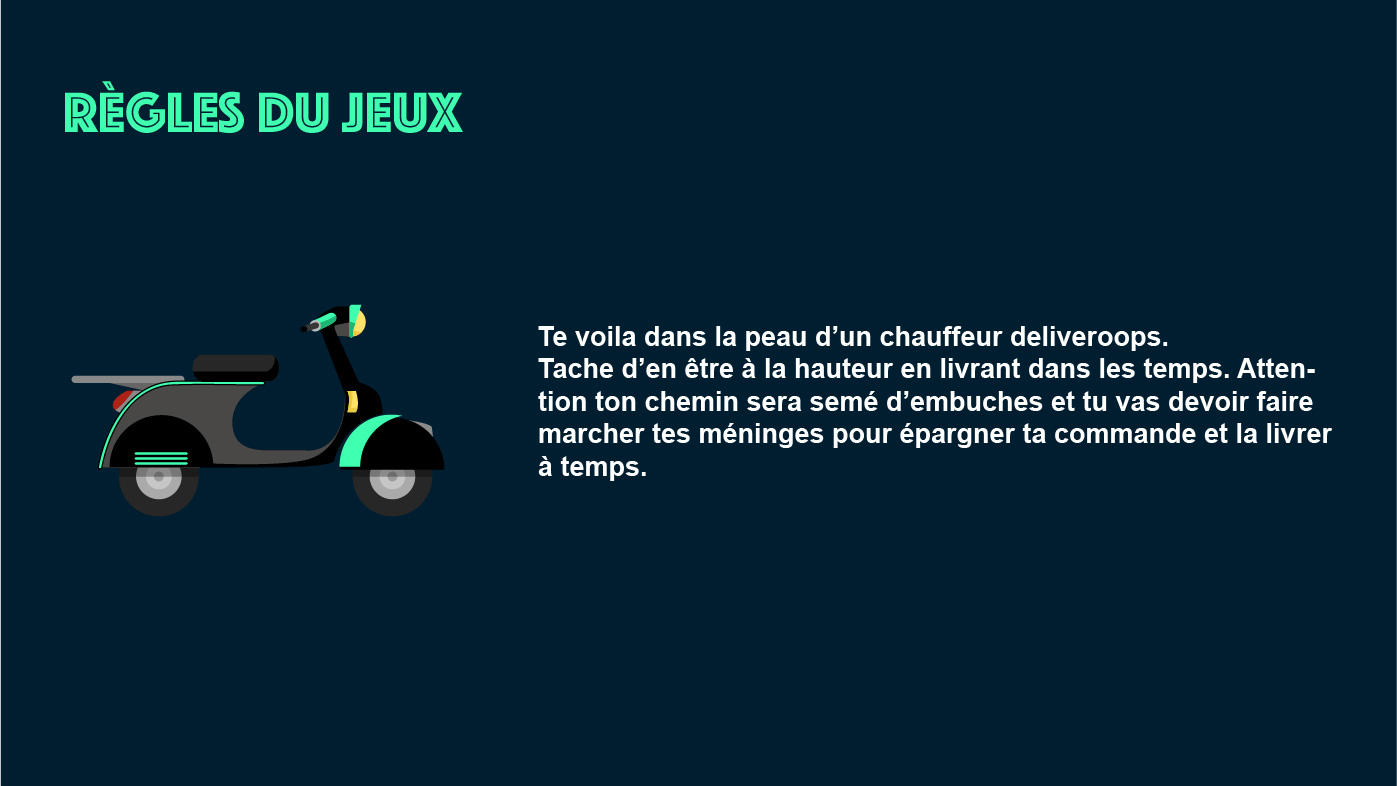 RÈGLES DU JEUX
Te voila dans la peau d’un chauffeur deliveroops.
Tache d’en être à la hauteur en livrant dans les temps. Atten-
tion ton chemin sera semé d’embuches et tu vas devoir faire
marcher tes méninges pour épargner ta commande et la livrer
à temps.